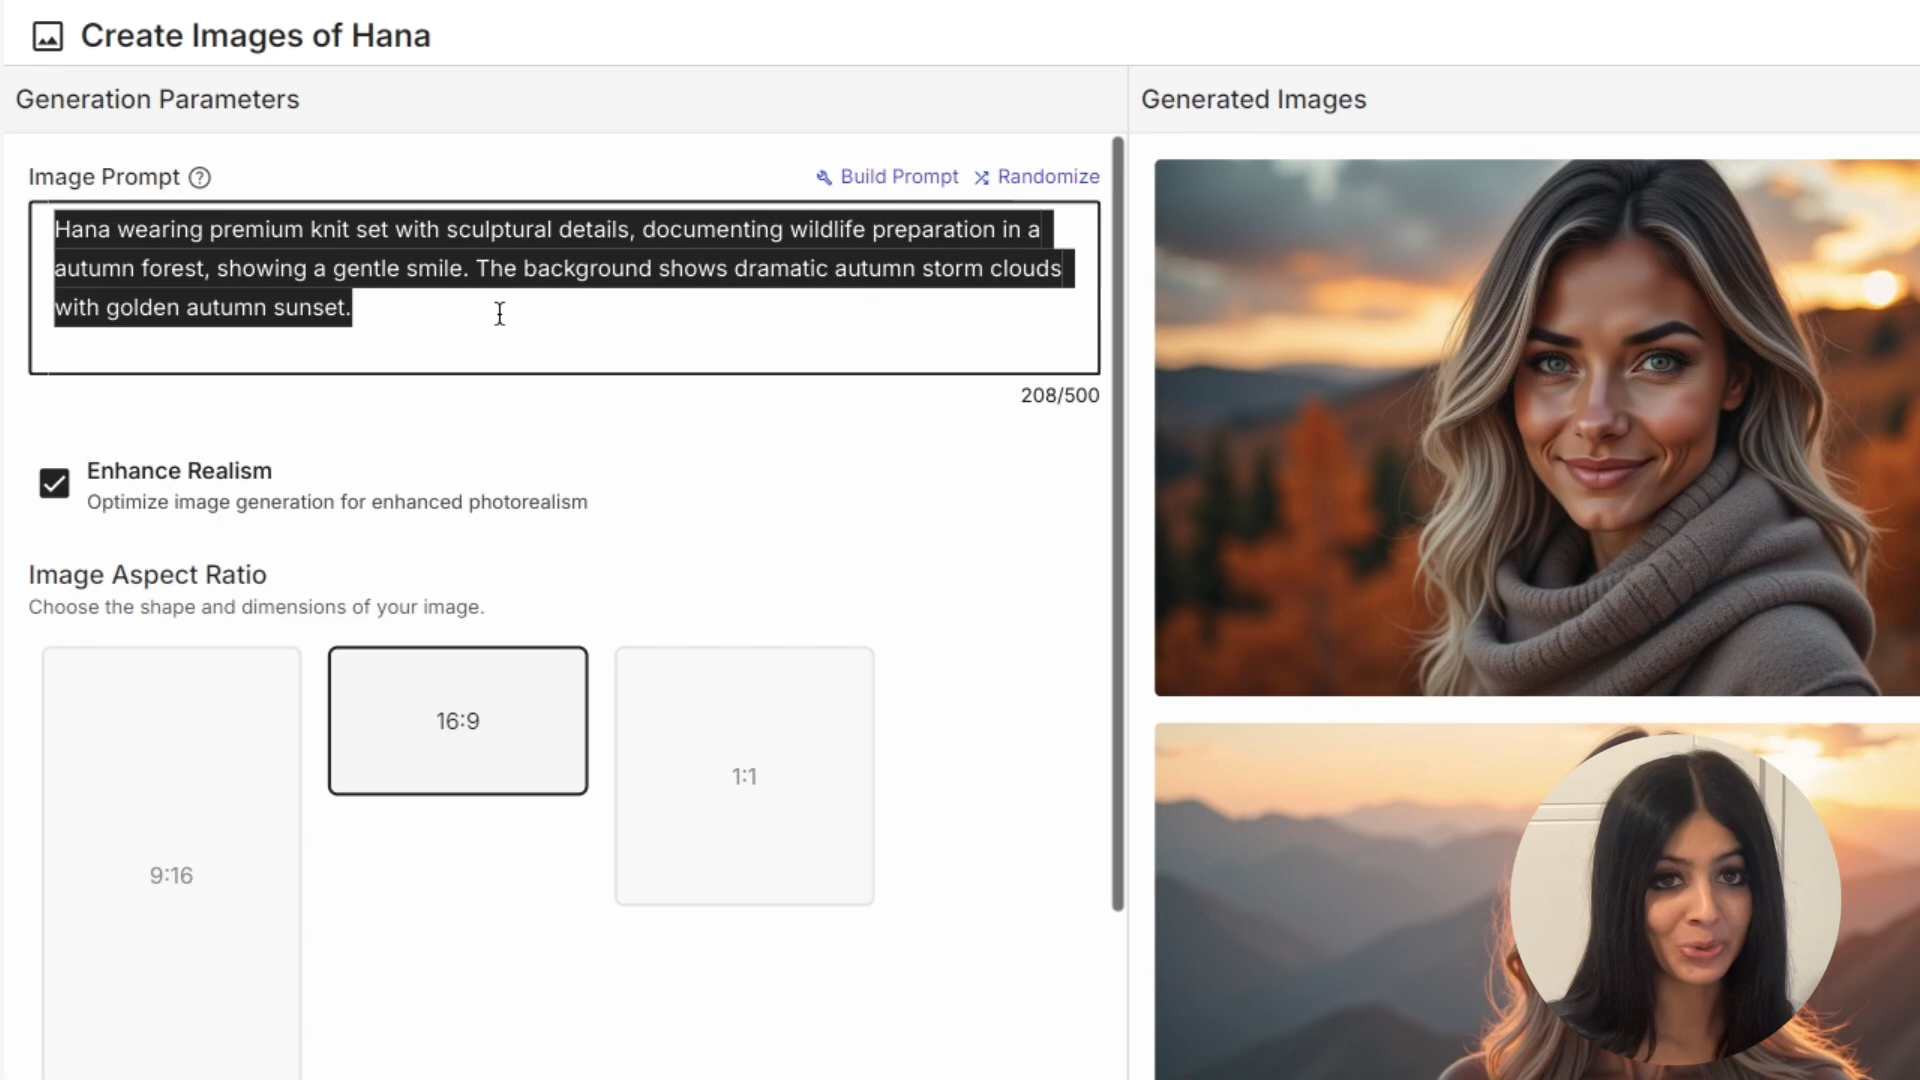 Create Images of Hana
Generation Parameters
Generated Images
Image Prompt
Build Prompt
Randomize
Hana wearing premium knit set with sculptural details, documenting wildlife preparation in a
autumn forest, showing a gentle smile. The background shows dramatic autumn storm clouds
with golden autumn sunset.
208/500
Enhance Realism
Optimize image generation for enhanced photorealism
Image Aspect Ratio
Choose the shape and dimensions of your image.
16:9
1:1
9:16